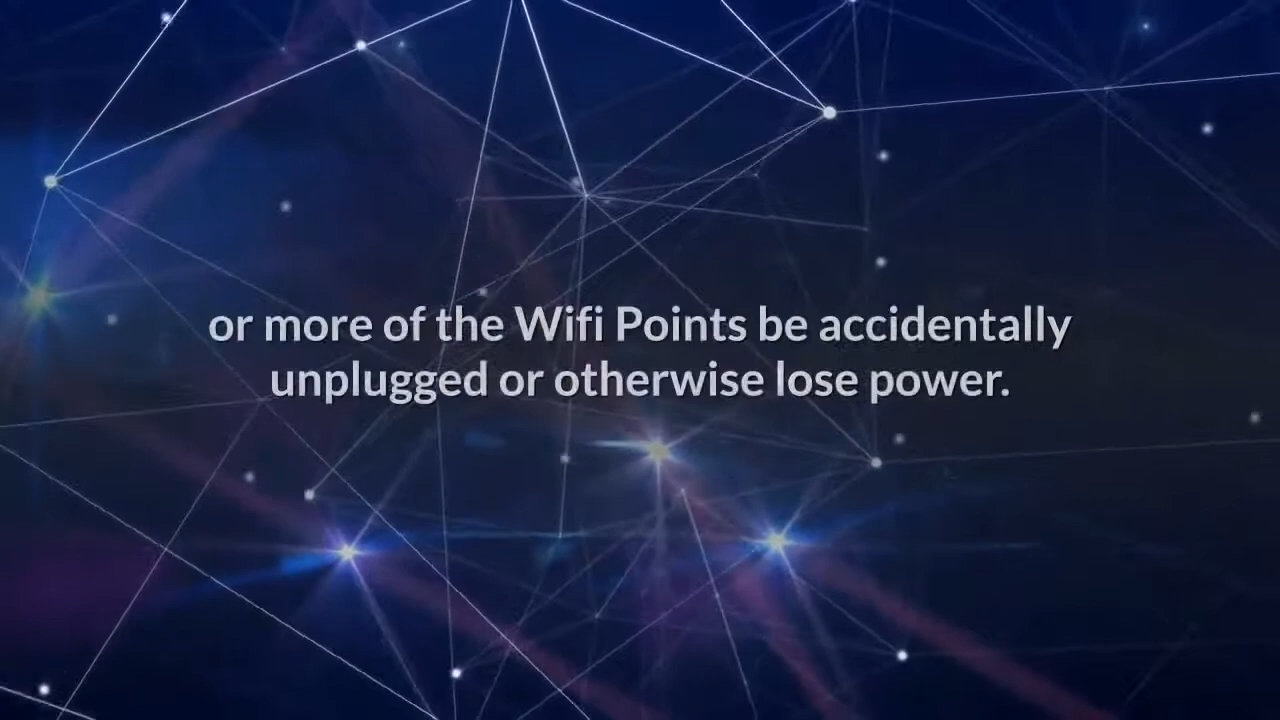 or more of the Wifi Points be accidentally
unplugged or otherwise lose power.